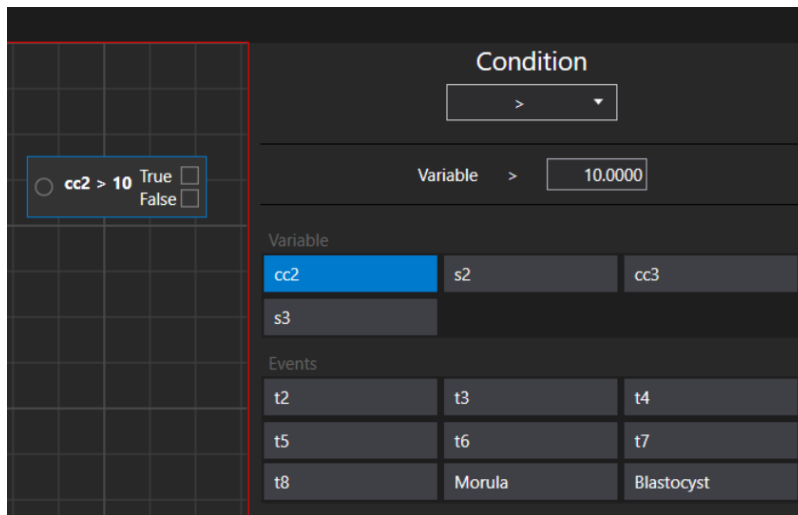 Condition
>
cc2 > 10 True
False
Variable > 10.0000
Variable
cc2 s2 cc3
s3
Events
t2 t3 t4
t5 t6 t7
t8 Morula Blastocyst